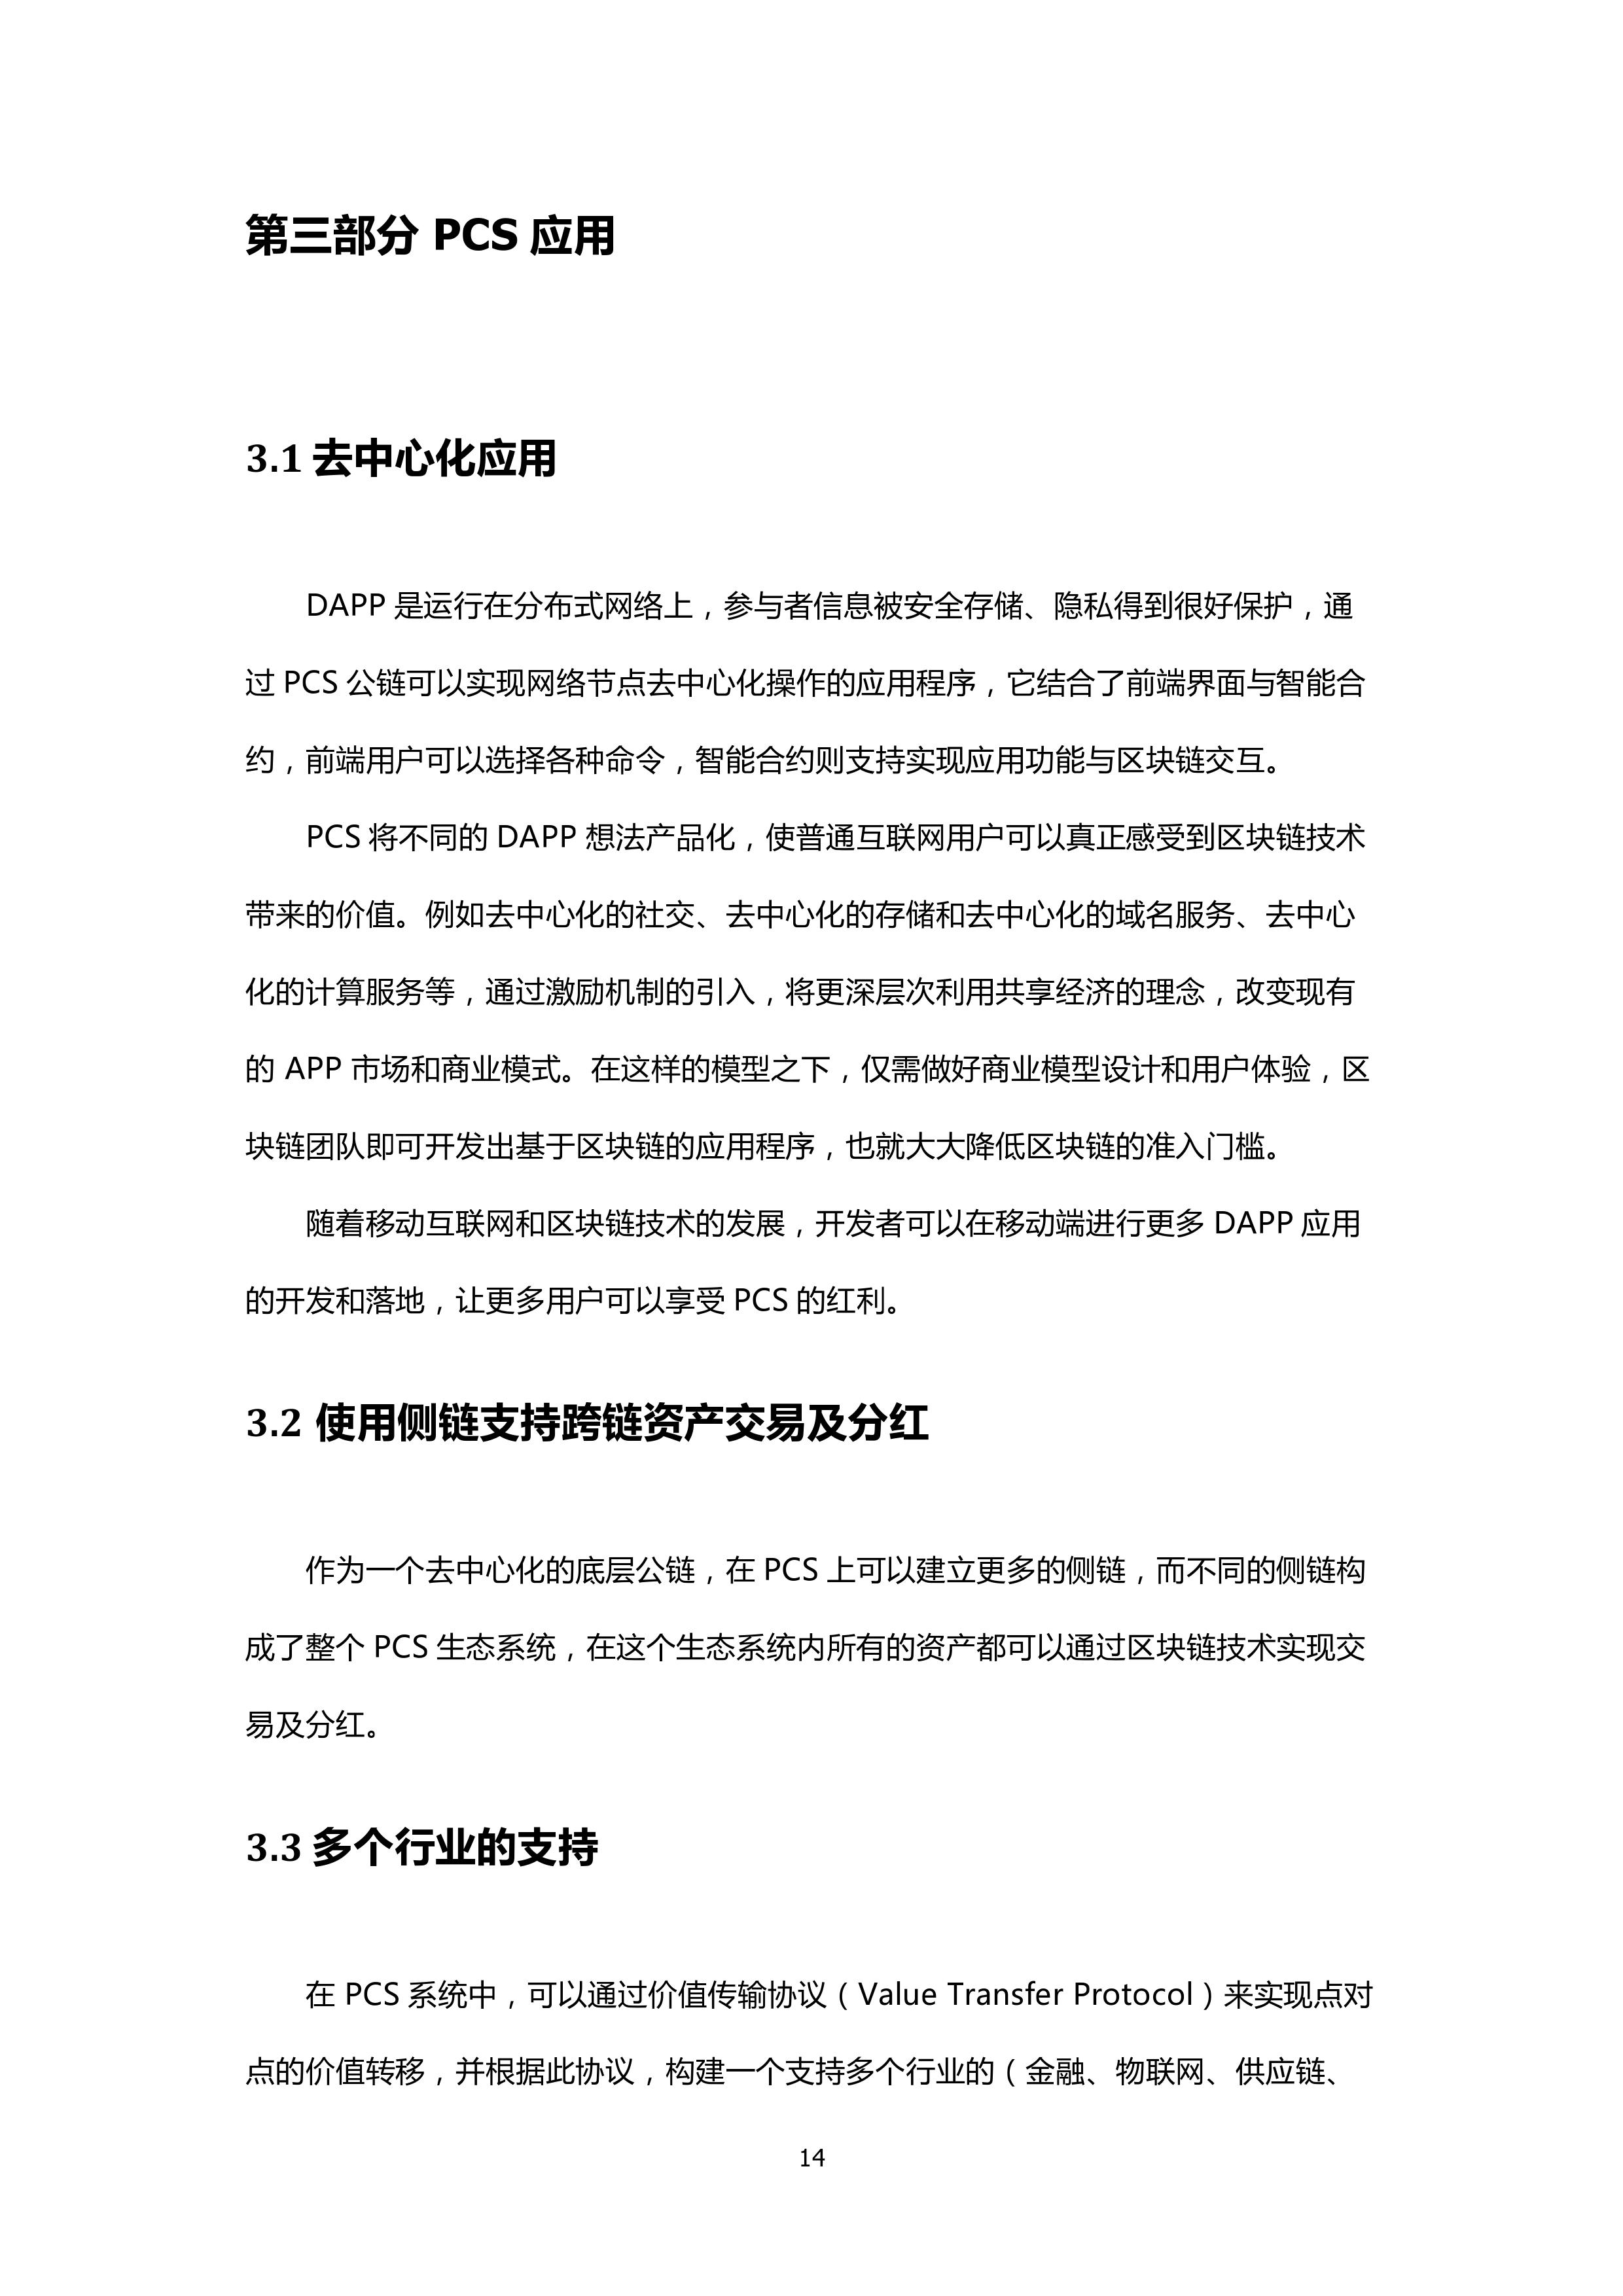 第三部分 PCS 应用
3.1 去中心化应用
DAPP 是运行在分布式网络上，参与者信息被安全存储、隐私得到很好保护，通
过 PCS 公链可以实现网络节点去中心化操作的应用程序，它结合了前端界面与智能合
约，前端用户可以选择各种命令，智能合约则支持实现应用功能与区块链交互。
PCS 将不同的 DAPP 想法产品化，使普通互联网用户可以真正感受到区块链技术
带来的价值。例如去中心化的社交、去中心化的存储和去中心化的域名服务、去中心
化的计算服务等，通过激励机制的引入，将更深层次利用共享经济的理念，改变现有
的 APP 市场和商业模式。在这样的模型之下，仅需做好商业模型设计和用户体验，区
块链团队即可开发出基于区块链的应用程序，也就大大降低区块链的准入门槛。
随着移动互联网和区块链技术的发展，开发者可以在移动端进行更多 DAPP 应用
的开发和落地，让更多用户可以享受 PCS 的红利。
3.2 使用侧链支持跨链资产交易及分红
作为一个去中心化的底层公链，在 PCS 上可以建立更多的侧链，而不同的侧链构
成了整个 PCS 生态系统，在这个生态系统内所有的资产都可以通过区块链技术实现交
易及分红。
3.3 多个行业的支持
在 PCS 系统中，可以通过价值传输协议（Value Transfer Protocol）来实现点对
点的价值转移，并根据此协议，构建一个支持多个行业的（金融、物联网、供应链、
14